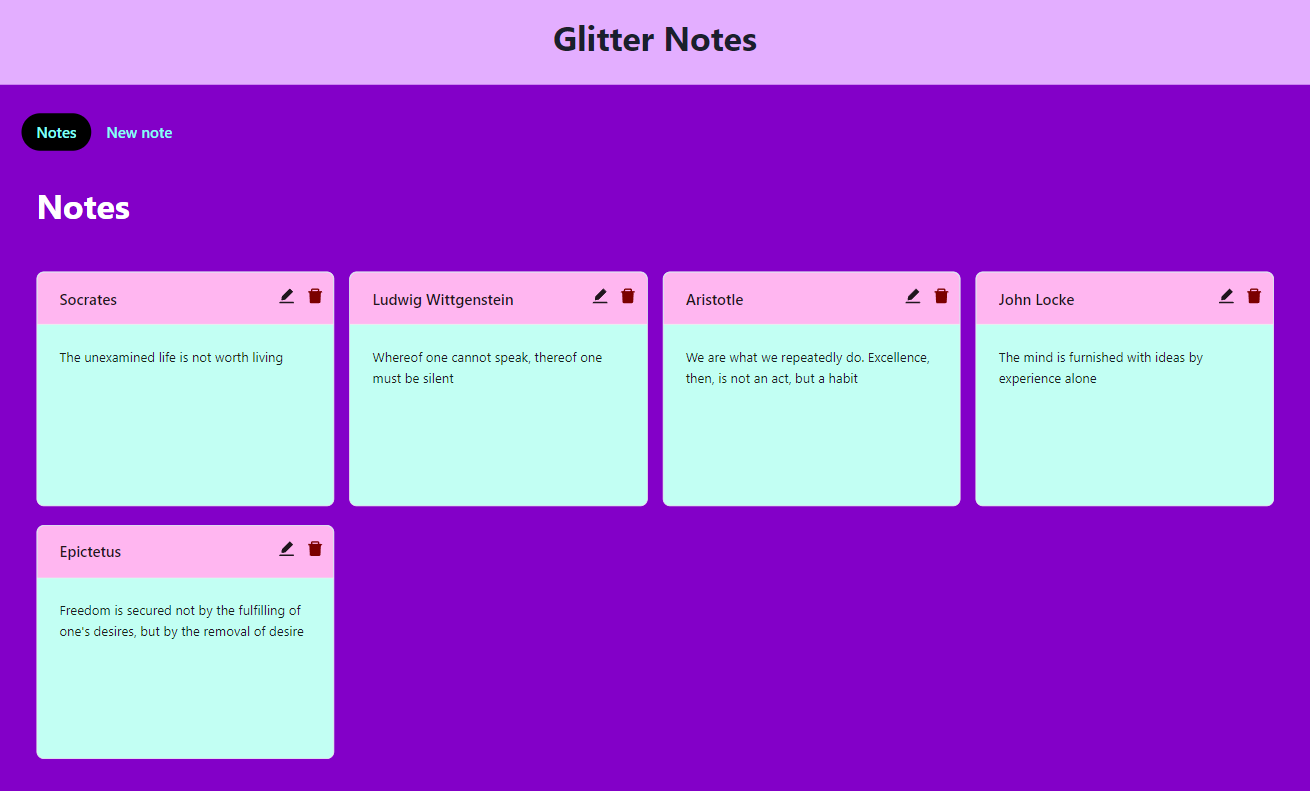 Glitter Notes
Notes
New note
Notes
Socrates
The unexamined life is not worth living
Ludwig Wittgenstein
Whereof one cannot speak, thereof one
must be silent
Aristotle
We are what we repeatedly do. Excellence,
then, is not an act, but a habit
John Locke
The mind is furnished with ideas by
experience alone
Epictetus
Freedom is secured not by the fulfilling of
one's desires, but by the removal of desire